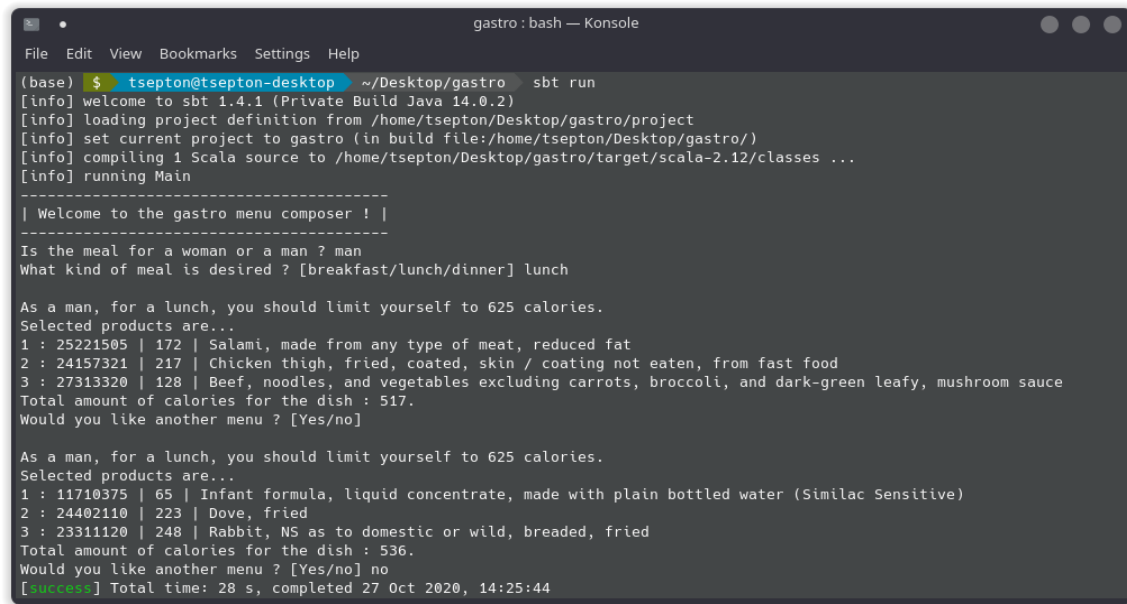 gastro : bash — Konsole
File Edit View Bookmarks Settings Help
(base) $ tsepton@tsepton-desktop ~/Desktop/gastro sbt run
[info] welcome to sbt 1.4.1 (Private Build Java 14.0.2)
[info] loading project definition from /home/tsepton/Desktop/gastro/project
[info] set current project to gastro (in build file:/home/tsepton/Desktop/gastro/)
[info] compiling 1 Scala source to /home/tsepton/Desktop/gastro/target/scala-2.12/classes ...
[info] running Main
-----------------------------------------
| Welcome to the gastro menu composer ! |
-----------------------------------------
Is the meal for a woman or a man ? man
What kind of meal is desired ? [breakfast/lunch/dinner] lunch
As a man, for a lunch, you should limit yourself to 625 calories.
Selected products are...
1 : 25221505 | 172 | Salami, made from any type of meat, reduced fat
2 : 24157321 | 217 | Chicken thigh, fried, coated, skin / coating not eaten, from fast food
3 : 27313320 | 128 | Beef, noodles, and vegetables excluding carrots, broccoli, and dark-green leafy, mushroom sauce
Total amount of calories for the dish : 517.
Would you like another menu ? [Yes/no]
As a man, for a lunch, you should limit yourself to 625 calories.
Selected products are...
1 : 11710375 | 65 | Infant formula, liquid concentrate, made with plain bottled water (Similac Sensitive)
2 : 24402110 | 223 | Dove, fried
3 : 23311120 | 248 | Rabbit, NS as to domestic or wild, breaded, fried
Total amount of calories for the dish : 536.
Would you like another menu ? [Yes/no] no
[success] Total time: 28 s, completed 27 Oct 2020, 14:25:44